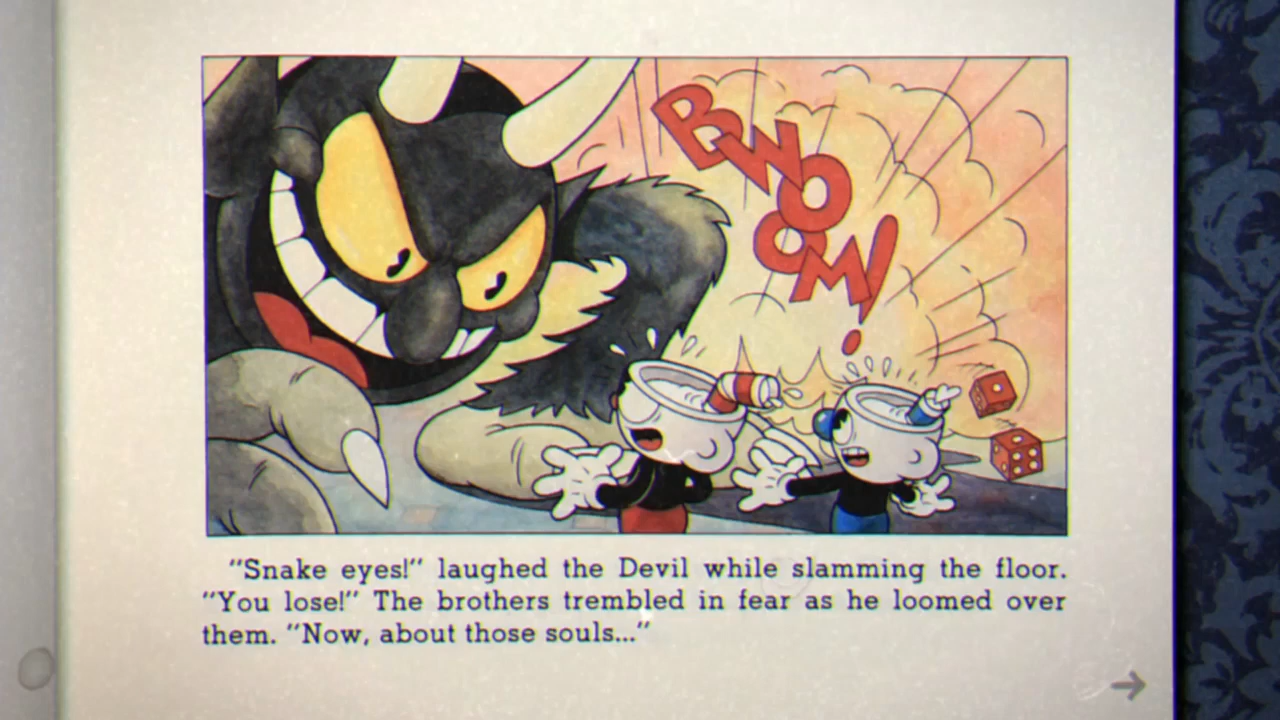 BWOOM!
"Snake eyes!" laughed the Devil while slamming the floor.
"You lose!" The brothers trembled in fear as he loomed over
them. "Now, about those souls..."